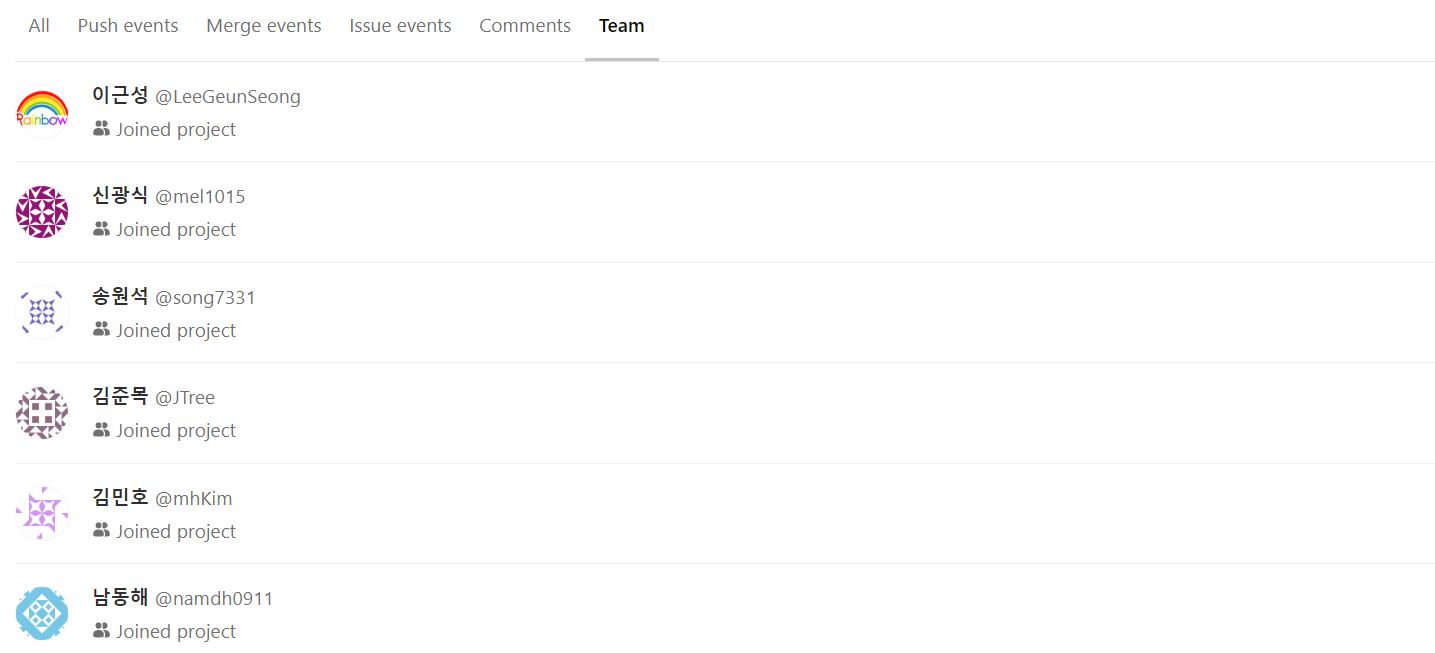 All Push events Merge events Issue events Comments Team
Rainbow
이근성 @LeeGeunSeong
Joined project
신광식 @mel1015
Joined project
송원석 @song7331
Joined project
김준목 @JTree
Joined project
김민호 @mhKim
Joined project
남동해 @namdh0911
Joined project